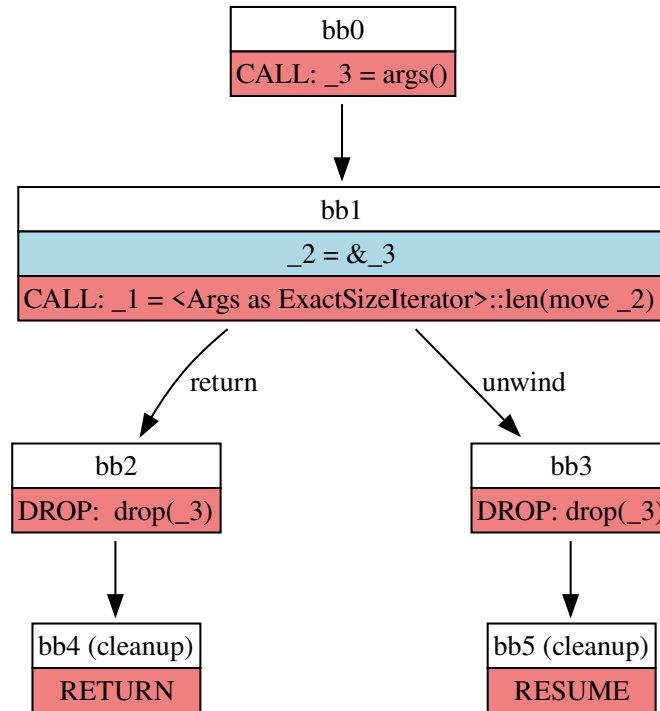 bb0
CALL: _3 = args()
bb1
_2 = &_3
CALL: _1 = <Args as ExactSizeIterator>::len(move _2)
return
unwind
bb2
DROP:  drop(_3)
bb3
DROP: drop(_3)
bb4 (cleanup)
RETURN
bb5 (cleanup)
RESUME